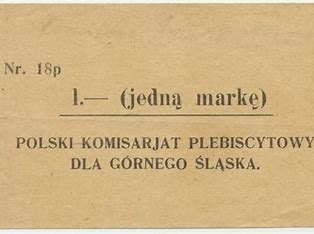 Nr. 18p
1.— (jedną markę)
POLSKI KOMISARJAT PLEBISCYTOWY
DLA GÓRNEGO ŚLĄSKA.